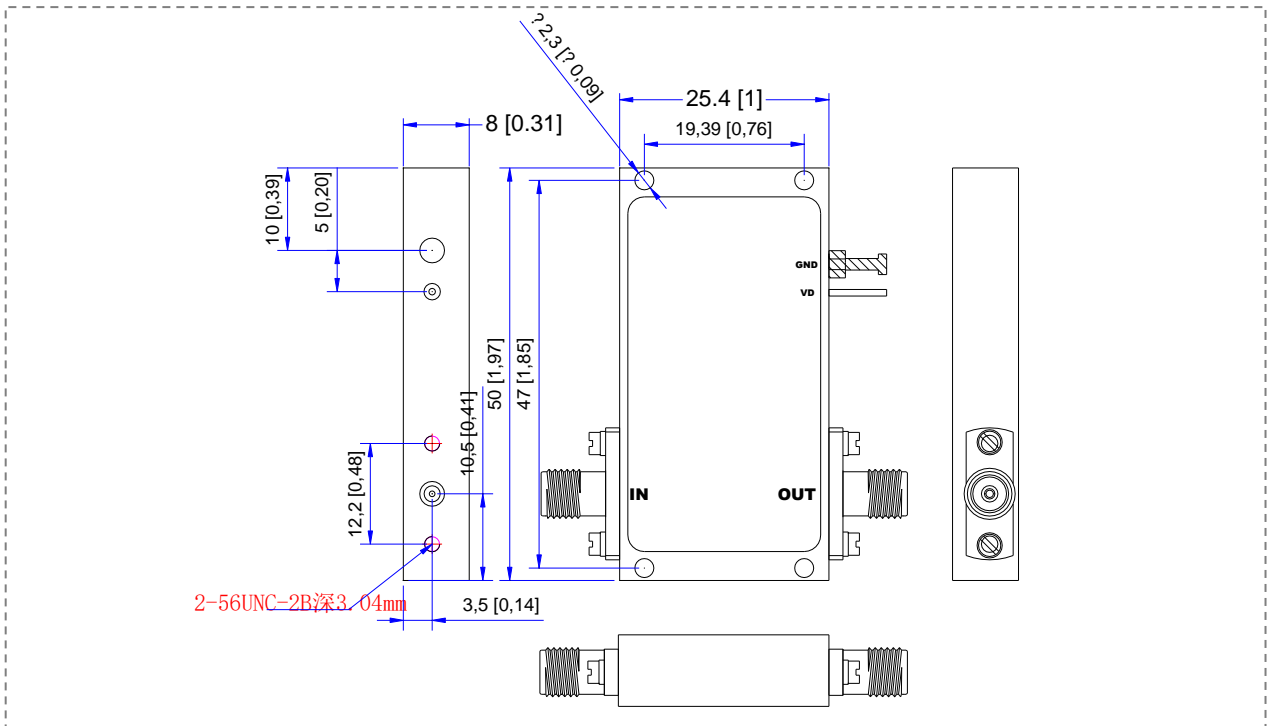 ? 2,3 [? 0,09]
25.4 [1]
8 [0.31]
19,39 [0,76]
10 [0,39]
5 [0,20]
GND
VD
50 [1,97]
47 [1,85]
10,5 [0,41]
12,2 [0,48]
IN
OUT
2-56UNC-2B深3.04mm
3,5 [0,14]